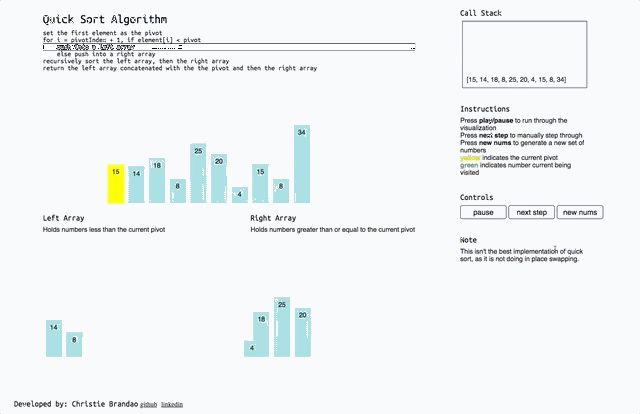 Quick Sort Algorithm
set the first element as the pivot
for i = pivotIndex + 1, if element[i] < pivot
else push into a right array
recursively sort the left array, then the right array
return the left array concatenated with the the pivot and then the right array
15
14
18
8
25
20
4
15
8
34
Left Array
Holds numbers less than the current pivot
Right Array
Holds numbers greater than or equal to the current pivot
14
8
4
18
25
20
Developed by: Christie Brandao github linkedin
Call Stack
[15, 14, 18, 8, 25, 20, 4, 15, 8, 34]
Instructions
Press play/pause to run through the
visualization
Press next step to manually step through
Press new nums to generate a new set of
numbers
yellow indicates the current pivot
green indicates number current being
visited
Controls
pause
next step
new nums
Note
This isn't the best implementation of quick
sort, as it is not doing in place swapping.